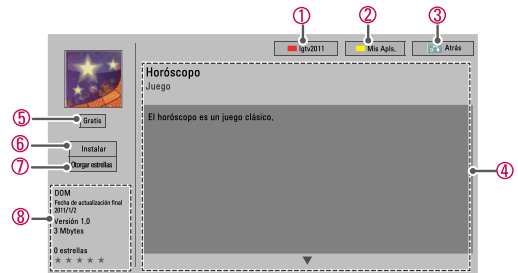 ① ② ③
lgtv2011 Mis Apls. Atrás
Horóscopo
Juego
El horóscopo es un juego clásico.
④
⑤ Gratis
⑥ Instalar
⑦ Otorgar estrellas
⑧
DDM
Fecha de actualización final
2011/1/2
Versión 1.0
3 Mbytes
0 estrellas